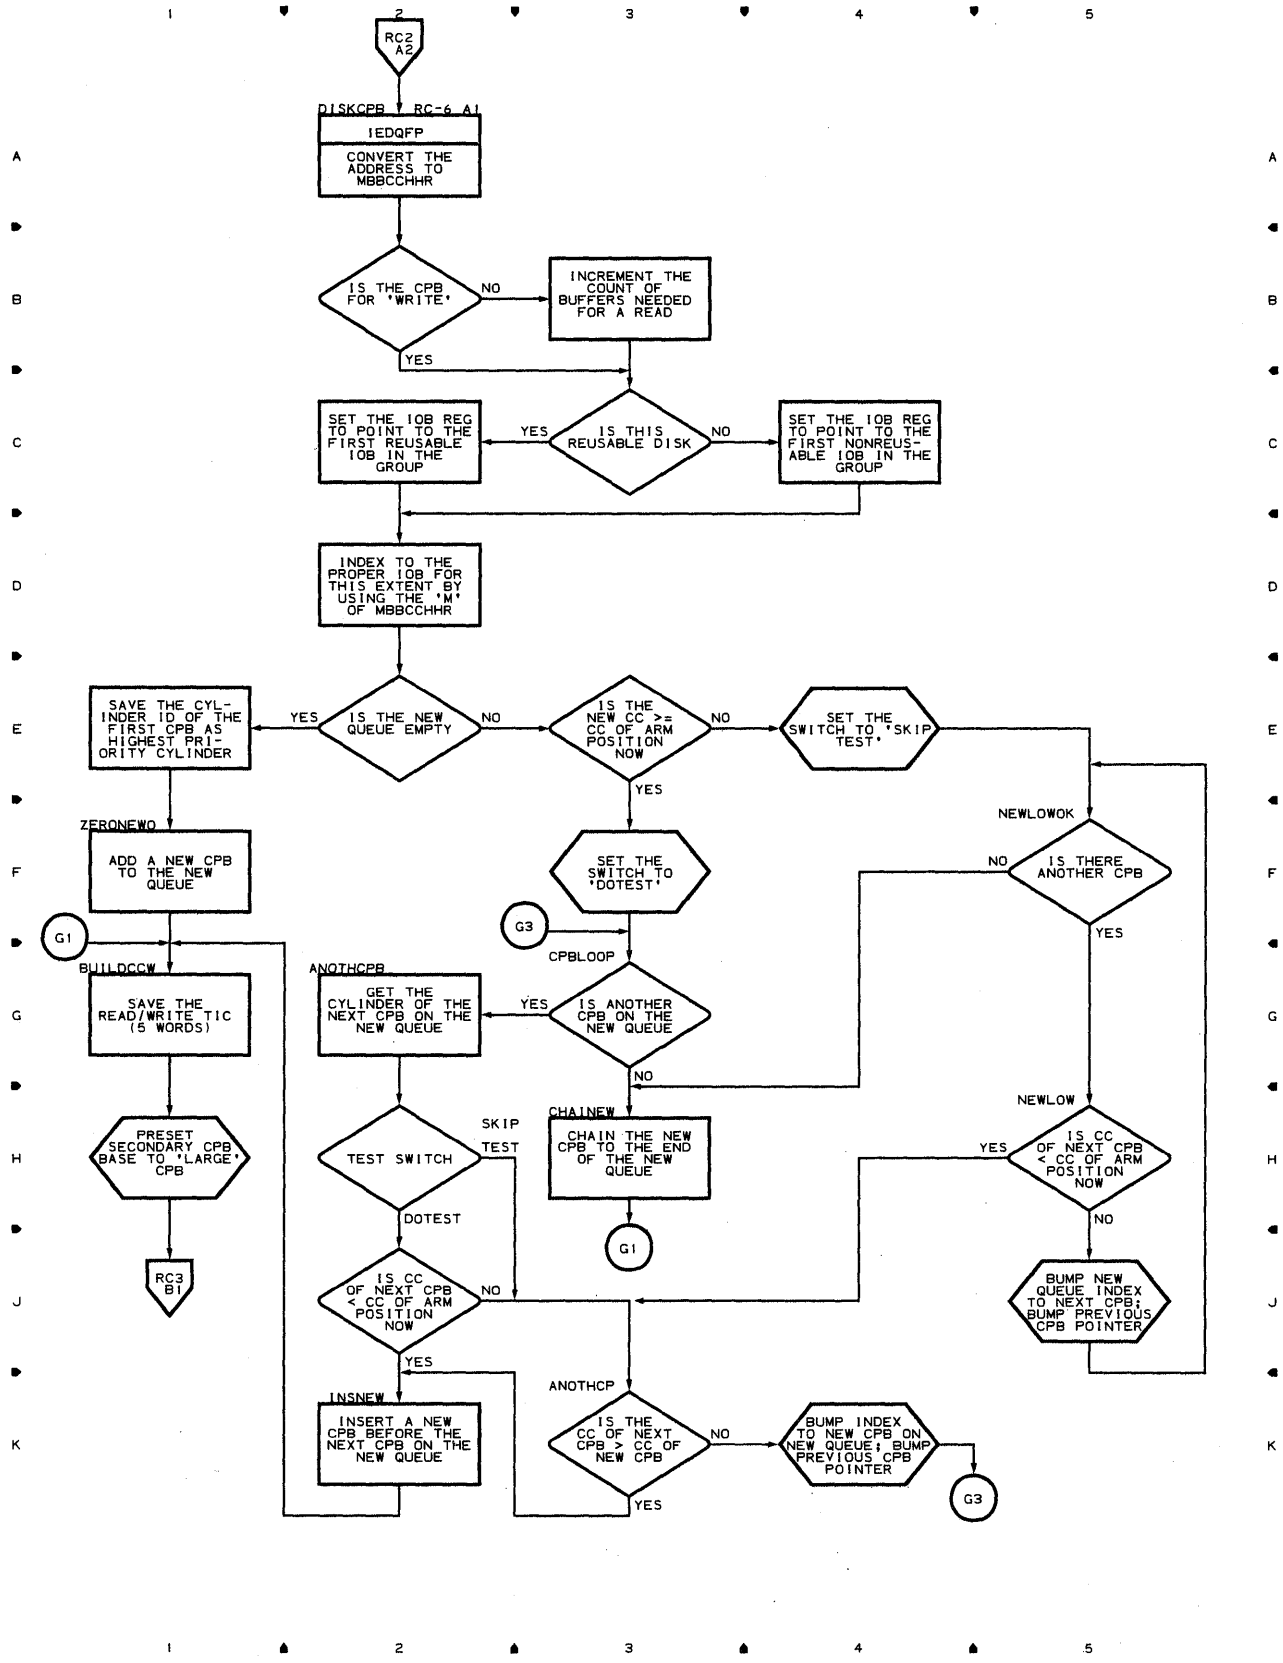 1 2 3 4 5
RC2
A2
DISKCPB RC-6 A1
IEDQFP
A A
CONVERT THE
ADDRESS TO
MBBCCHHR
B B
IS THE CPB
FOR 'WRITE'
NO
YES
INCREMENT THE
COUNT OF
BUFFERS NEEDED
FOR A READ
C C
SET THE IOB REG
TO POINT TO THE
FIRST REUSABLE
IOB IN THE
GROUP
YES
IS THIS
REUSABLE DISK
NO
SET THE IOB REG
TO POINT TO THE
FIRST NONREUS-
ABLE IOB IN THE
GROUP
D D
INDEX TO THE
PROPER IOB FOR
THIS EXTENT BY
USING THE 'M'
OF MBBCCHHR
E E
SAVE THE CYL-
INDER ID OF THE
FIRST CPB AS
HIGHEST PRI-
ORITY CYLINDER
YES
IS THE NEW
QUEUE EMPTY
NO
IS THE
NEW CC >=
CC OF ARM
POSITION
NOW
NO
YES
SET THE
SWITCH TO 'SKIP
TEST'
ZERONEWQ
F F
ADD A NEW CPB
TO THE NEW
QUEUE
SET THE
SWITCH TO
'DOTEST'
NEWLOWOK
NO
IS THERE
ANOTHER CPB
YES
G1
G3
BUILDCCW
G G
SAVE THE
READ/WRITE TIC
(5 WORDS)
ANOTHCPB
GET THE
CYLINDER OF THE
NEXT CPB ON THE
NEW QUEUE
CPBLOOP
YES
IS ANOTHER
CPB ON THE
NEW QUEUE
NO
H H
PRESET
SECONDARY CPB
BASE TO 'LARGE'
CPB
TEST SWITCH
SKIP
TEST
DOTEST
CHAINEW
CHAIN THE NEW
CPB TO THE END
OF THE NEW
QUEUE
G1
NEWLOW
YES
IS CC
OF NEXT CPB
< CC OF ARM
POSITION
NOW
NO
J J
RC3
B1
IS CC
OF NEXT CPB
< CC OF ARM
POSITION
NOW
NO
YES
BUMP NEW
QUEUE INDEX
TO NEXT CPB;
BUMP PREVIOUS
CPB POINTER
K K
INSNEW
INSERT A NEW
CPB BEFORE THE
NEXT CPB ON THE
NEW QUEUE
ANOTHCP
IS THE
CC OF NEXT
CPB > CC OF
NEW CPB
NO
YES
BUMP INDEX
TO NEW CPB ON
NEW QUEUE; BUMP
PREVIOUS CPB
POINTER
G3
1 2 3 4 5